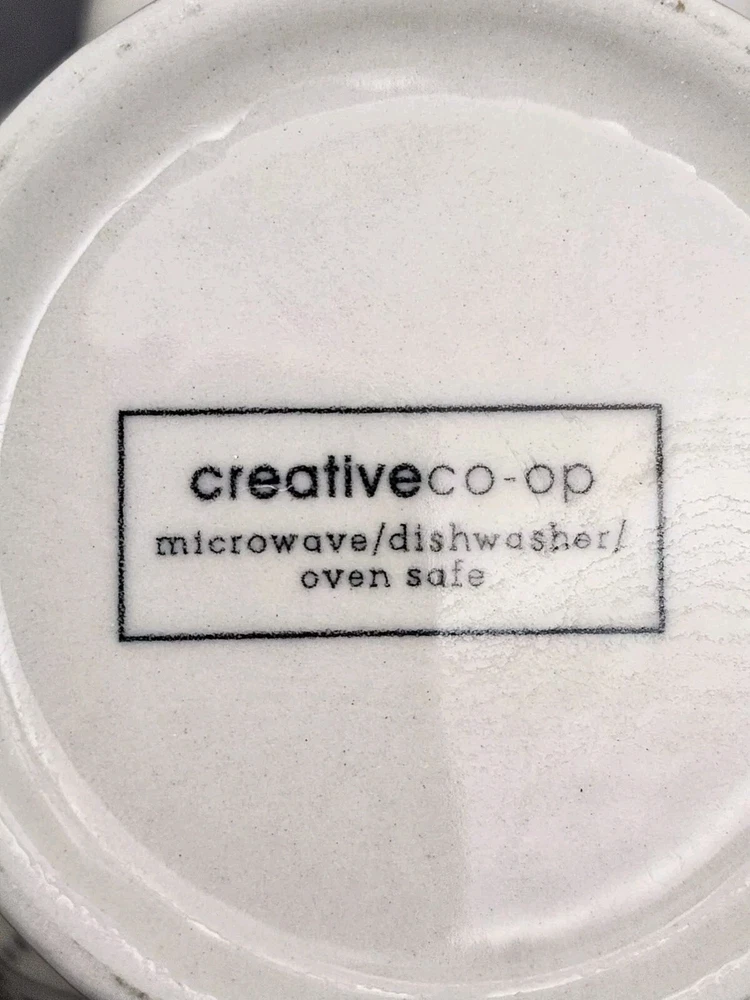 creativeco-op
microwave/dishwasher/
oven safe